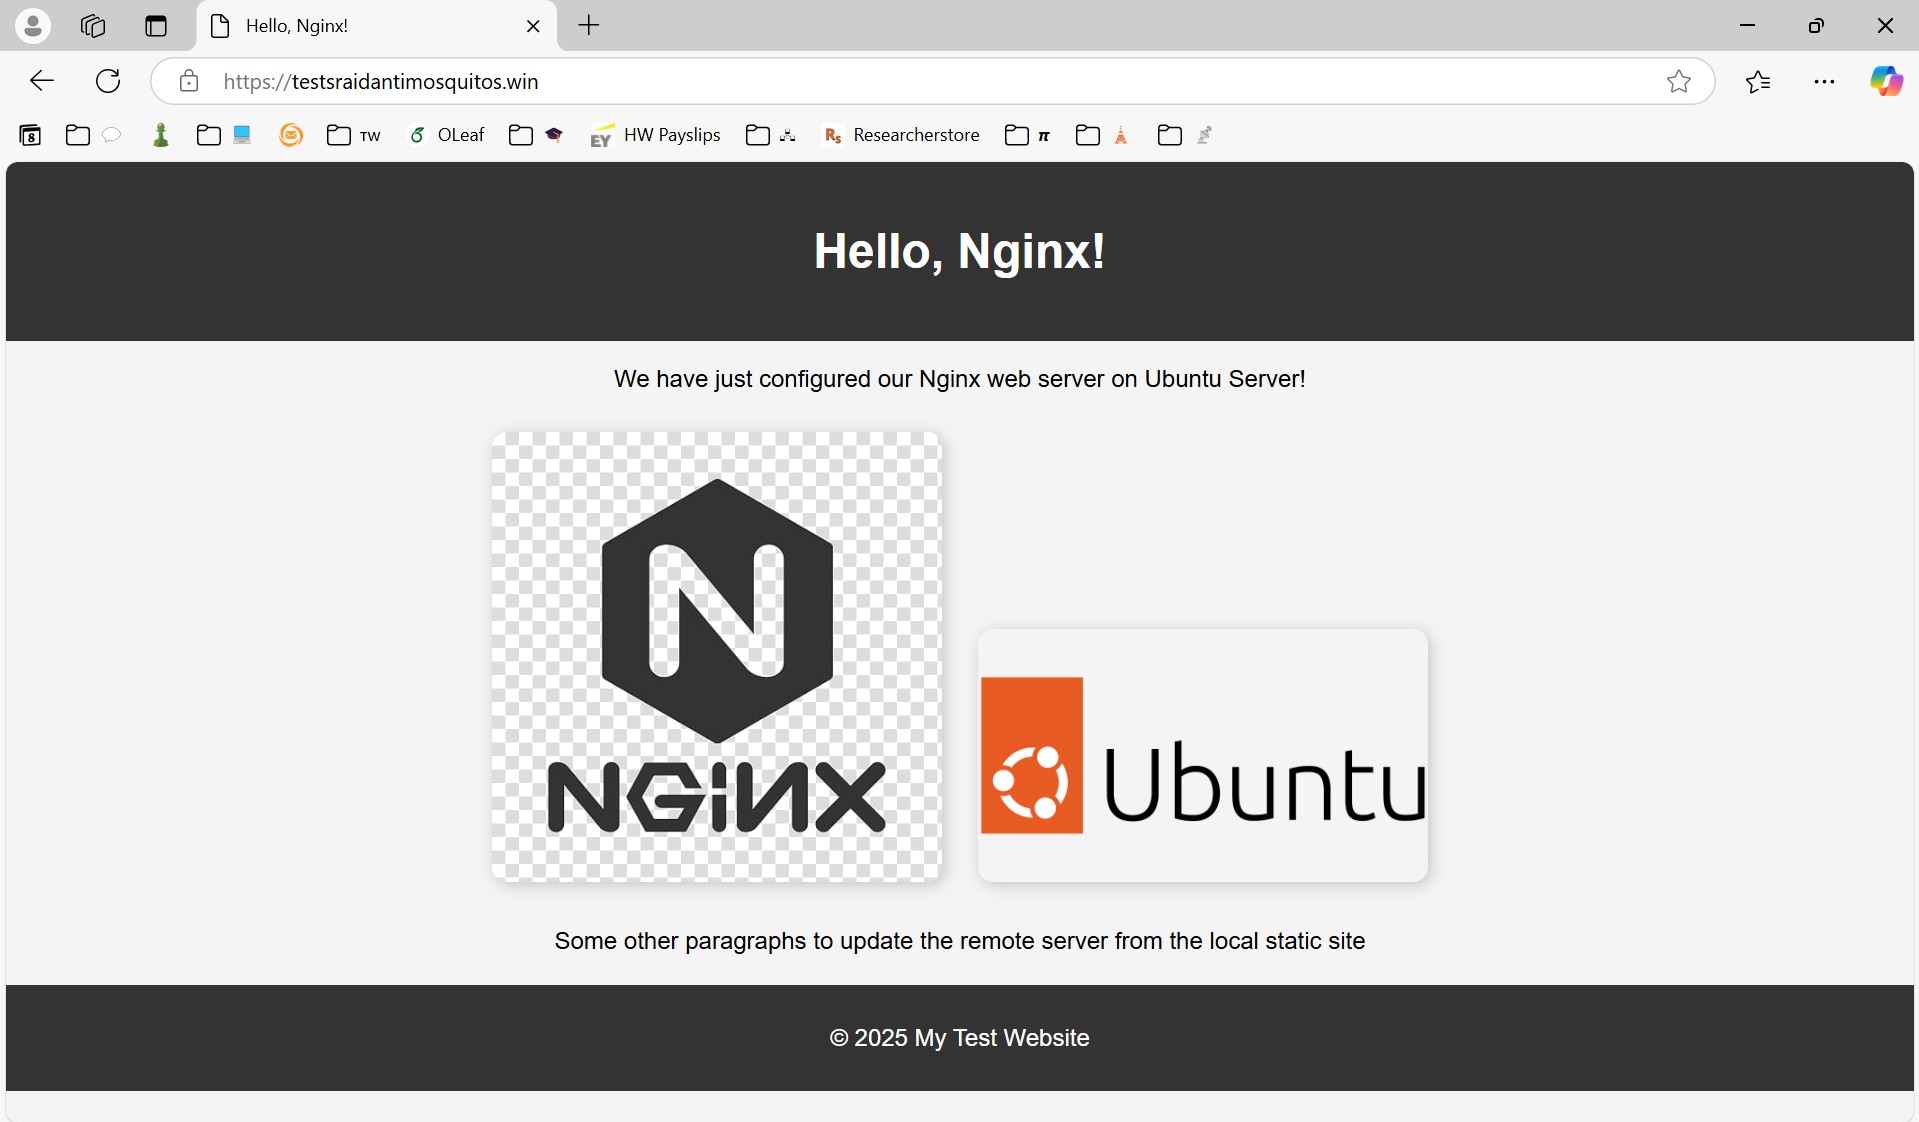 Hello, Nginx!
https://testsraidantimosquitos.win
8
TW
OLeaf
EY
HW Payslips
Rs
Researcherstore
π
Hello, Nginx!
We have just configured our Nginx web server on Ubuntu Server!
N
NGiNX
Ubuntu
Some other paragraphs to update the remote server from the local static site
© 2025 My Test Website